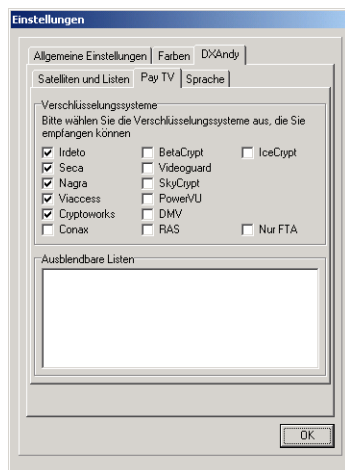 Einstellungen
Allgemeine Einstellungen Farben DXAndy
Satelliten und Listen Pay TV Sprache
Verschlüsselungssysteme
Bitte wählen Sie die Verschlüsselungssysteme aus, die Sie
empfangen können
Irdeto BetaCrypt IceCrypt
Seca Videoguard
Nagra SkyCrypt
Viaccess PowerVU
Cryptoworks DMV
Conax RAS Nur FTA
Ausblendbare Listen
OK